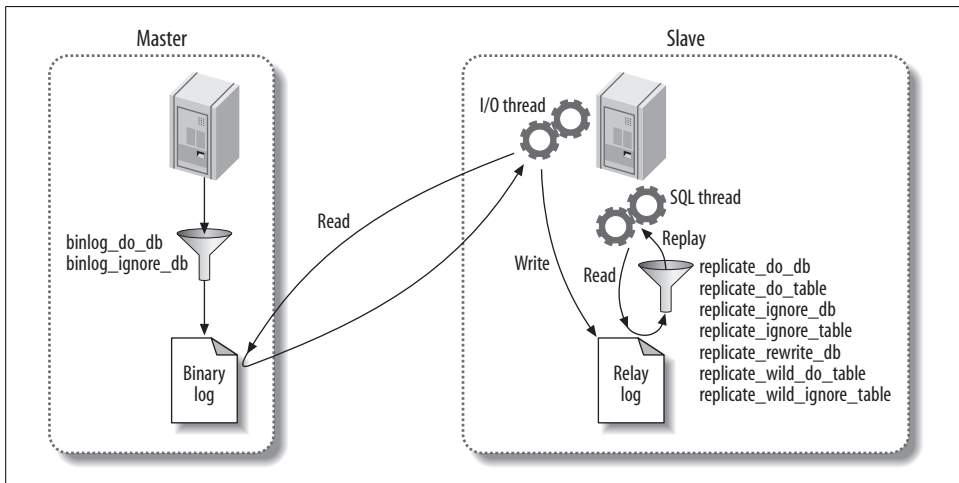 Master
Slave
I/O thread
SQL thread
Read
binlog_do_db
binlog_ignore_db
Write
Read
Replay
replicate_do_db
replicate_do_table
replicate_ignore_db
replicate_ignore_table
replicate_rewrite_db
replicate_wild_do_table
replicate_wild_ignore_table
Binary
log
Relay
log